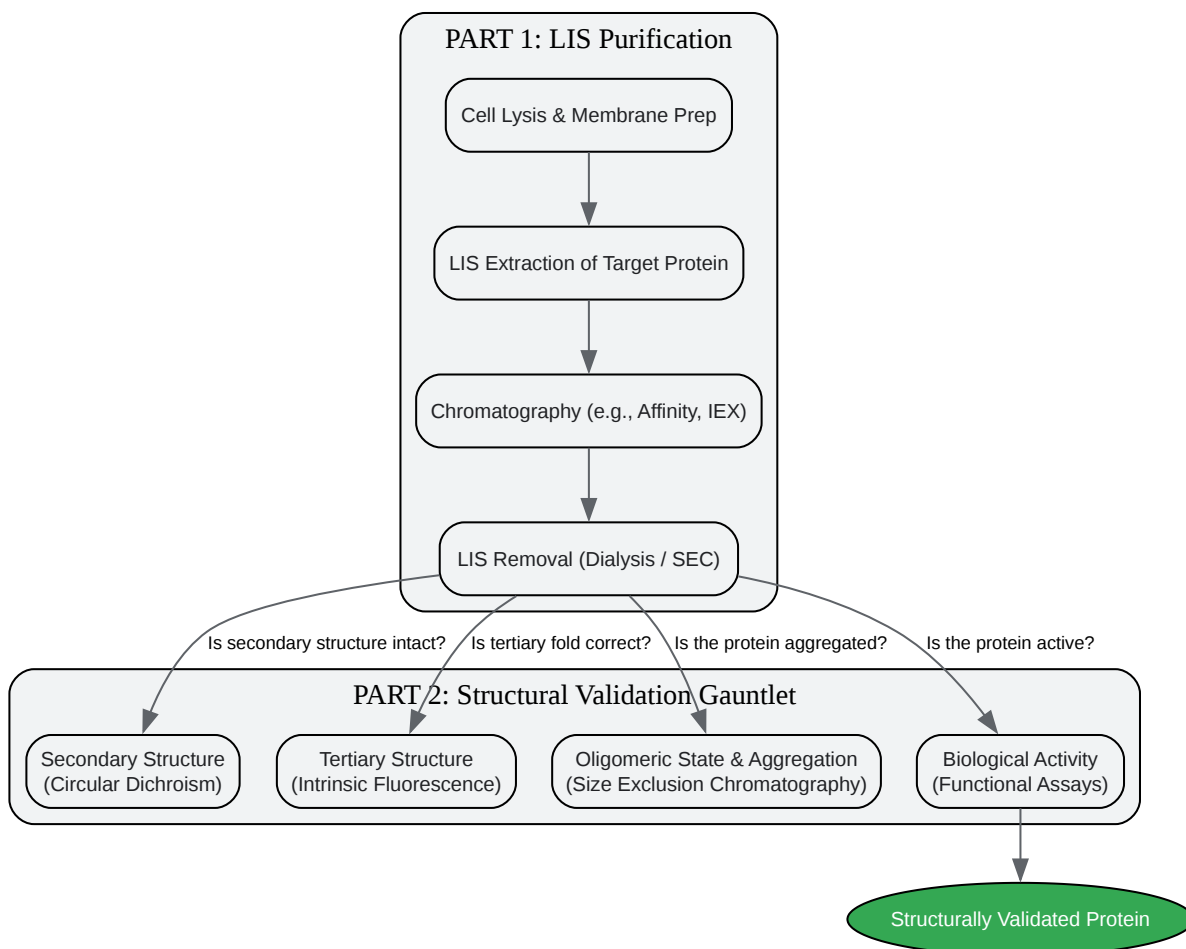 PART 1: LIS Purification
Cell Lysis & Membrane Prep
LIS Extraction of Target Protein
Chromatography (e.g., Affinity, IEX)
LIS Removal (Dialysis / SEC)
Is secondary structure intact?
Is tertiary fold correct?
Is the protein aggregated?
Is the protein active?
PART 2: Structural Validation Gauntlet
Secondary Structure
(Circular Dichroism)
Tertiary Structure
(Intrinsic Fluorescence)
Oligomeric State & Aggregation
(Size Exclusion Chromatography)
Biological Activity
(Functional Assays)
Structurally Validated Protein